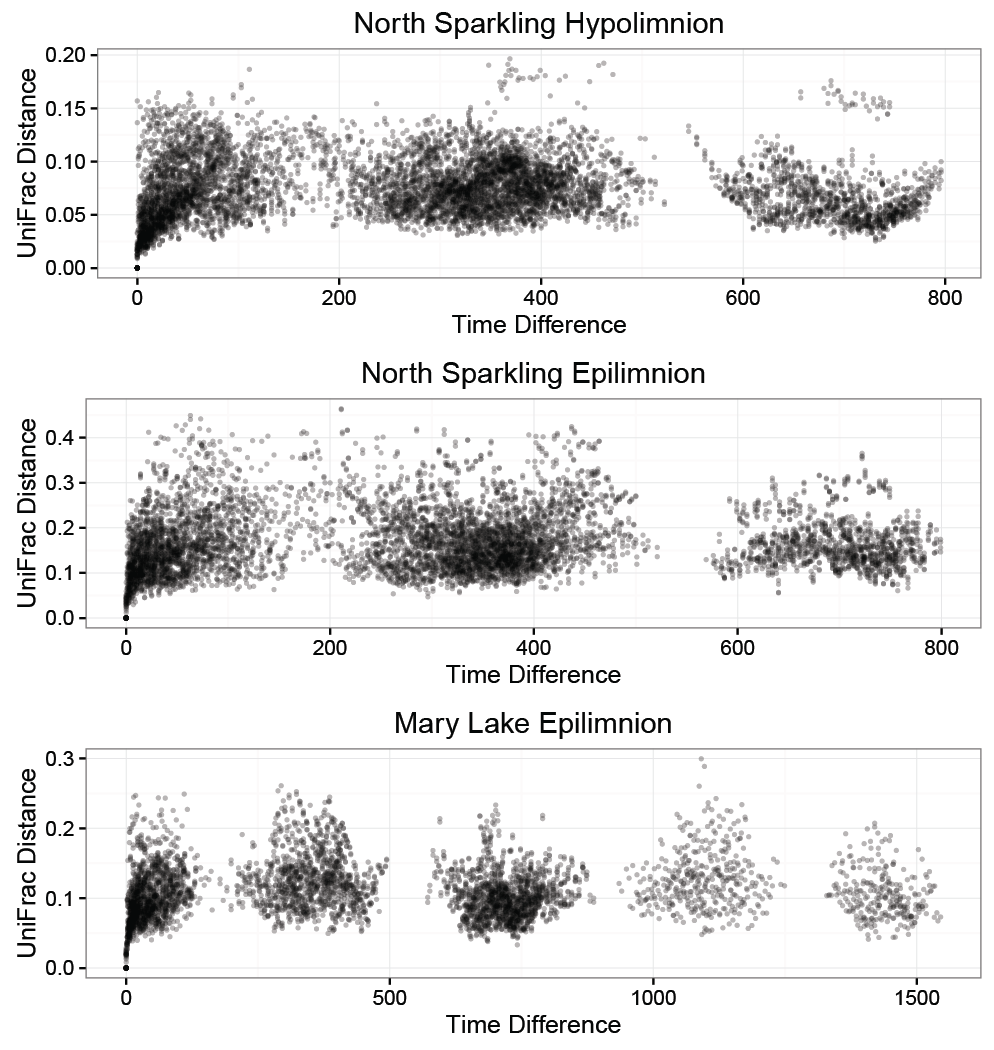 North Sparkling Hypolimnion
UniFrac Distance
0.20
0.15
0.10
0.05
0.00
0 200 400 600 800
Time Difference
North Sparkling Epilimnion
UniFrac Distance
0.4
0.3
0.2
0.1
0.0
0 200 400 600 800
Time Difference
Mary Lake Epilimnion
UniFrac Distance
0.3
0.2
0.1
0.0
0 500 1000 1500
Time Difference